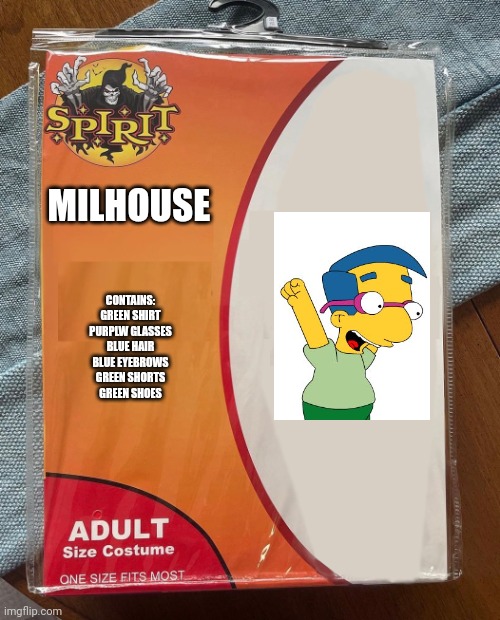 SPIRIT
MILHOUSE
CONTAINS:
GREEN SHIRT
PURPLW GLASSES
BLUE HAIR
BLUE EYEBROWS
GREEN SHORTS
GREEN SHOES
ADULT
Size Costume
ONE SIZE FITS MOST
imgflip.com